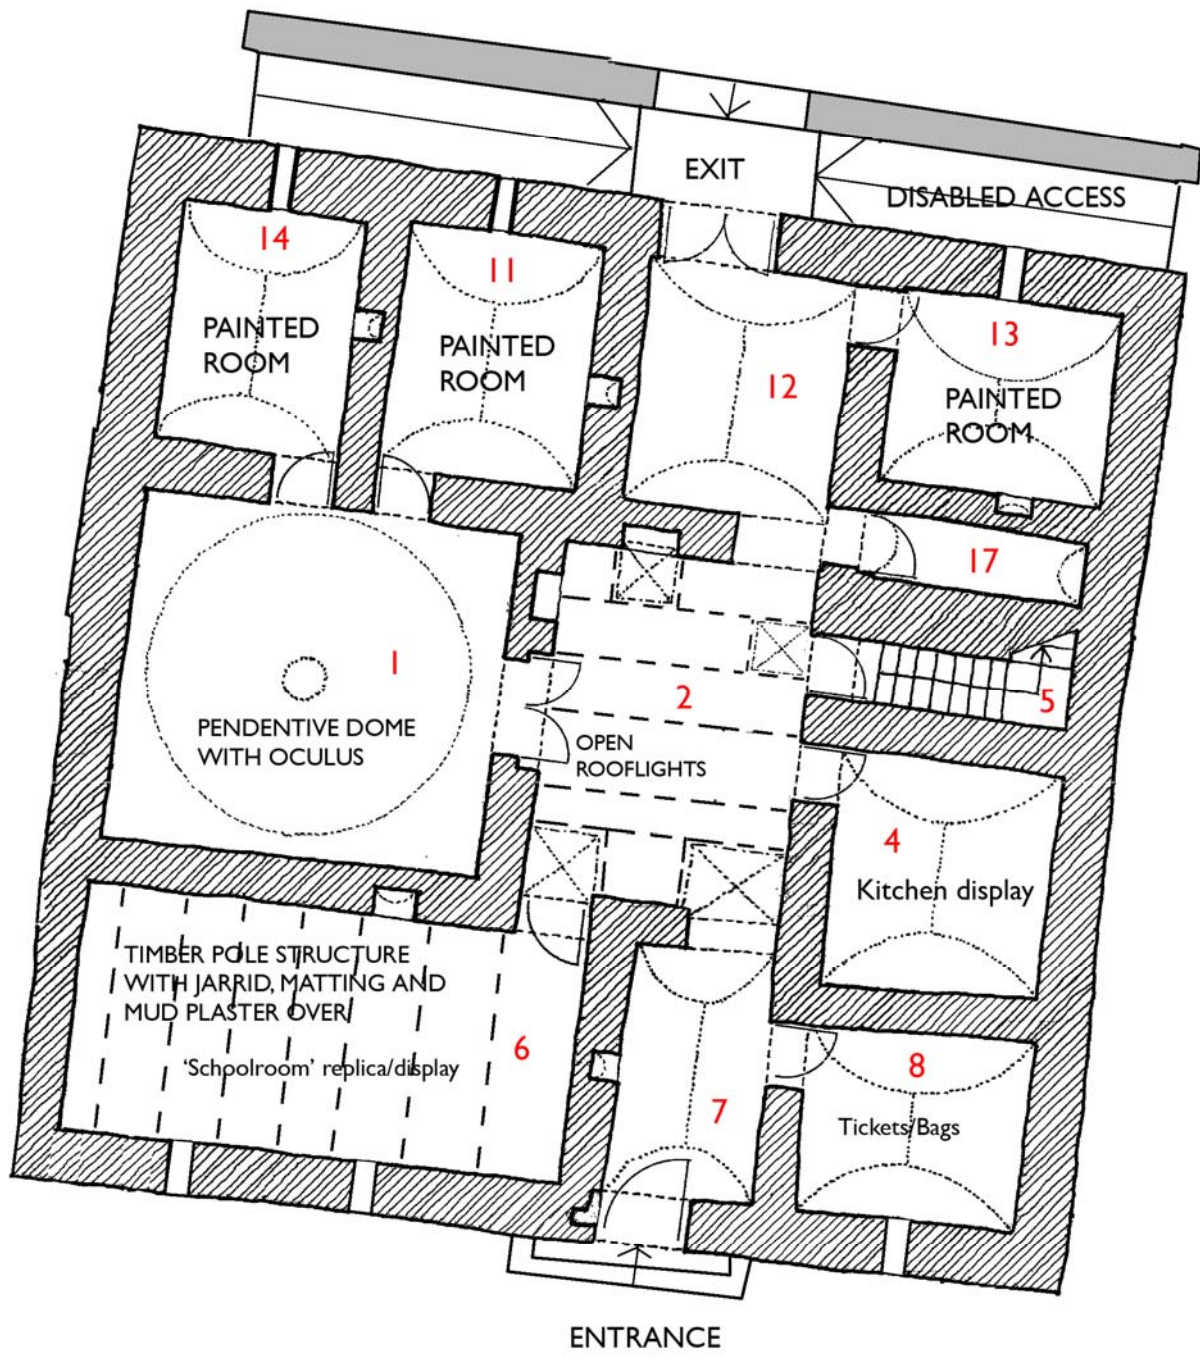 EXIT
DISABLED ACCESS
14
PAINTED
ROOM
11
PAINTED
ROOM
12
13
PAINTED
ROOM
17
1
PENDENTIVE DOME
WITH OCULUS
2
OPEN
ROOFLIGHTS
5
4
Kitchen display
TIMBER POLE STRUCTURE
WITH JARRID, MATTING AND
MUD PLASTER OVER
'Schoolroom' replica/display
6
7
8
Tickets/Bags
ENTRANCE